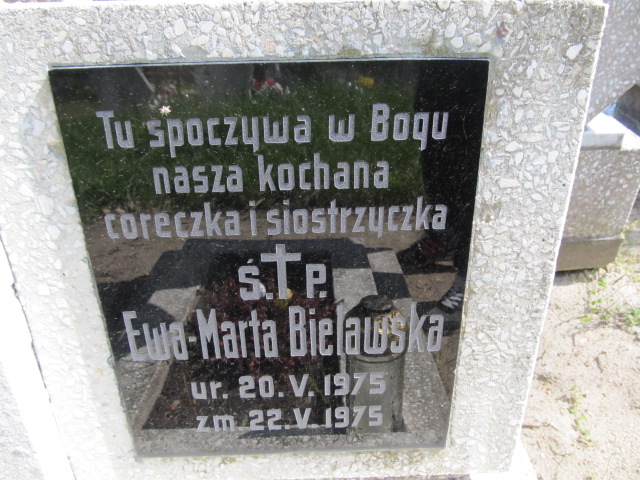 Tu spoczywa w Bogu
nasza kochana
coreczka i siostrzyczka
Ś.†P.
Ewa-Marta Bielawska
ur. 20.V.1975
zm. 22.V.1975